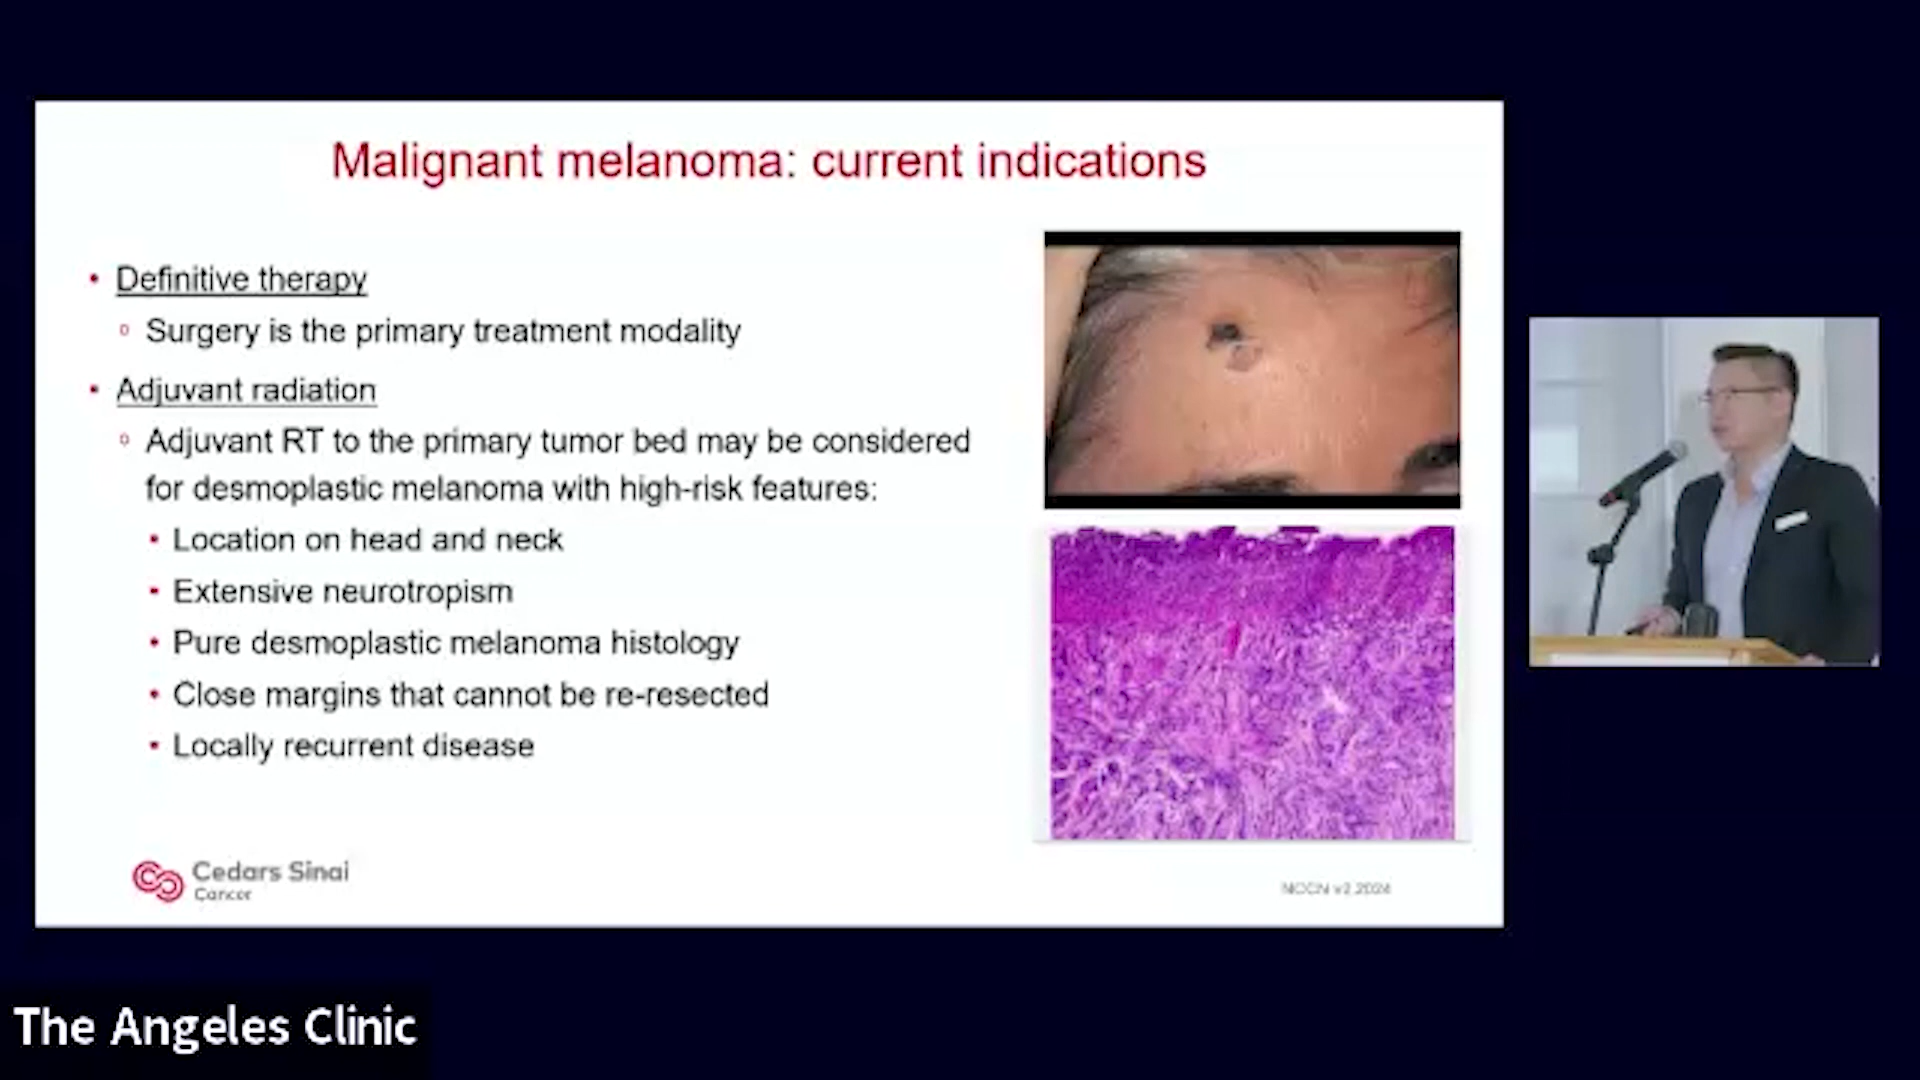 Malignant melanoma: current indications
• Definitive therapy
Surgery is the primary treatment modality
• Adjuvant radiation
Adjuvant RT to the primary tumor bed may be considered
for desmoplastic melanoma with high-risk features:
• Location on head and neck
• Extensive neurotropism
• Pure desmoplastic melanoma histology
• Close margins that cannot be re-resected
• Locally recurrent disease
Cedars Sinai
Cancer
NCCN v2.2024
The Angeles Clinic